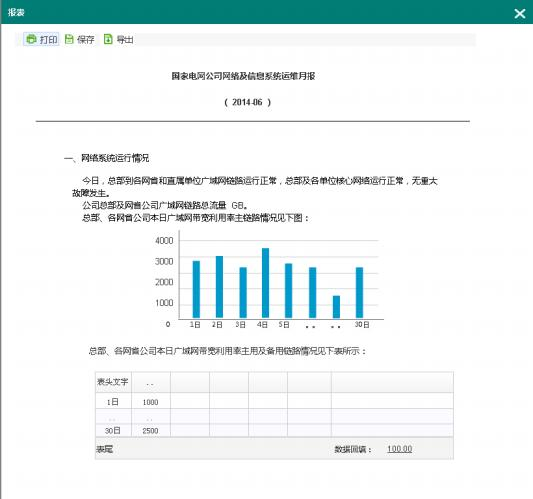 报表
打印 保存 导出
国家电网公司网络及信息系统运维月报
( 2014-06 )
一、网络系统运行情况
今日，总部到各网省和直属单位广域网链路运行正常，总部及各单位核心网络运行正常，无重大
故障发生。
公司总部及网省公司广域网链路总流量 GB。
总部、各网省公司本日广域网带宽利用率主链路情况见下图：
4000
3000
2000
1000
0 1日 2日 3日 4日 5日 .. .. 30日
总部、各网省公司本日广域网带宽利用率主用及备用链路情况见下表所示：
表头文字 ..
1日 1000
.. ..
30日 2500
表尾 数据回填： 100.00